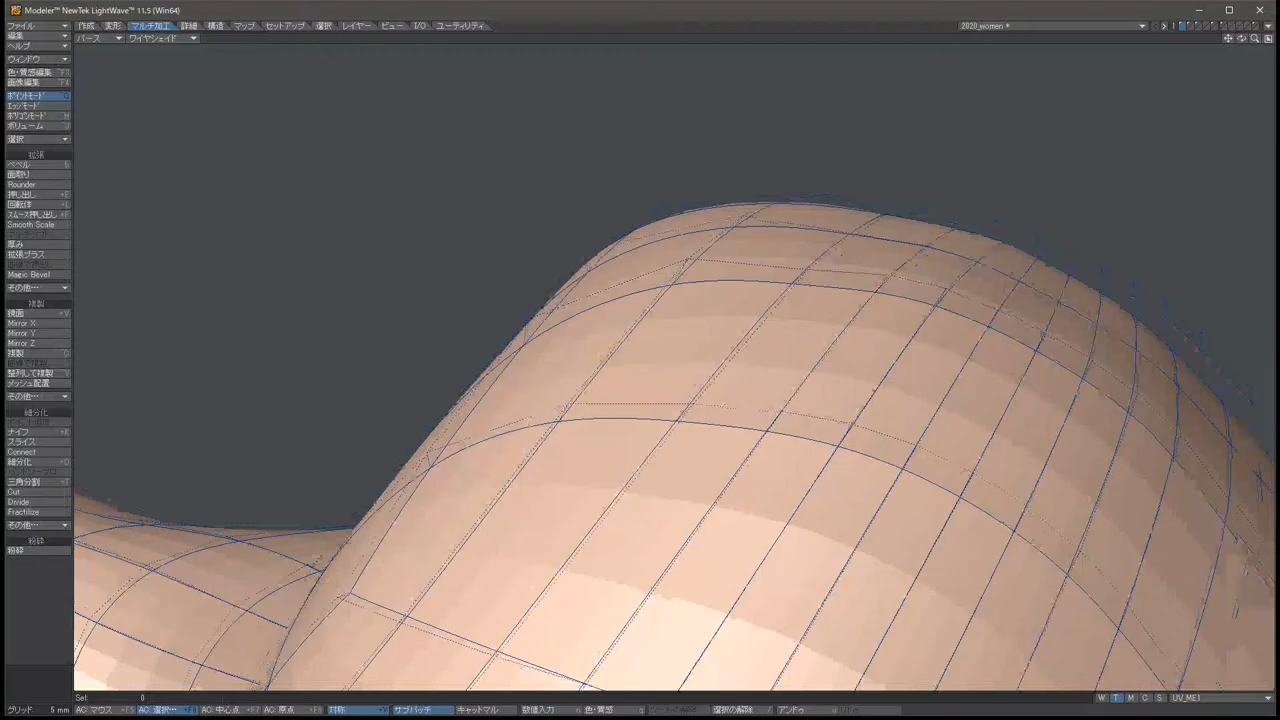 Modeler™ NewTek LightWave™ 11.5 (Win64)
ファイル 作成 変形 マルチ加工 詳細 構造 マップ セットアップ 選択 レイヤー ビュー I/O ユーティリティ 2020_women *
編集 パース ワイヤシェイド
ヘルプ
ウィンドウ
色・質感編集 ^F3
画像編集 ^F4
ポイントモード G
エッジモード
ポリゴンモード ^H
ボリューム ^J
選択
拡張
ベベル b
面取り
Rounder
押し出し +E
回転体 +L
スムース押し出し +F
Smooth Scale
厚み
拡張プラス
Magic Bevel
その他…
複製
鏡面 +V
Mirror X
Mirror Y
Mirror Z
複製 C
整列して複製 Y
メッシュ配置
その他…
細分化
ナイフ +K
スライス
Connect
細分化 +D
三角分割 +T
Cut
Divide
Fractilize
その他…
粉砕
粉砕
Sel: 0 W T M C S UV_ME1
グリッド 5 mm AC: マウス +F5 AC: 選択… +F8 AC: 中心点 +F7 AC: 原点 +F6 対称 +Y サブパッチ キャットマル 数値入力 n 色・質感 q 選択の解除 / アンドゥ